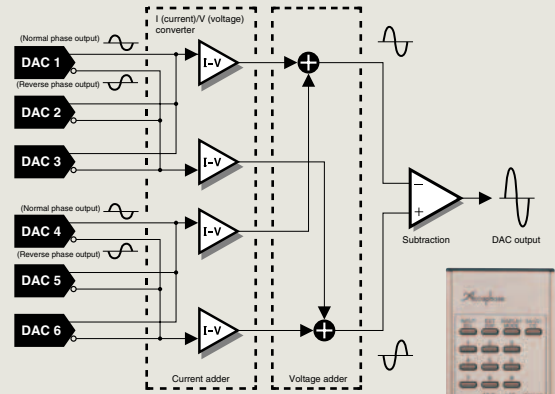 I (current)/V (voltage)
converter
(Normal phase output)
DAC 1
(Reverse phase output)
DAC 2
DAC 3
(Normal phase output)
DAC 4
(Reverse phase output)
DAC 5
DAC 6
I-V
I-V
I-V
I-V
Current adder
Voltage adder
−
+
Subtraction
DAC output
Accuphase